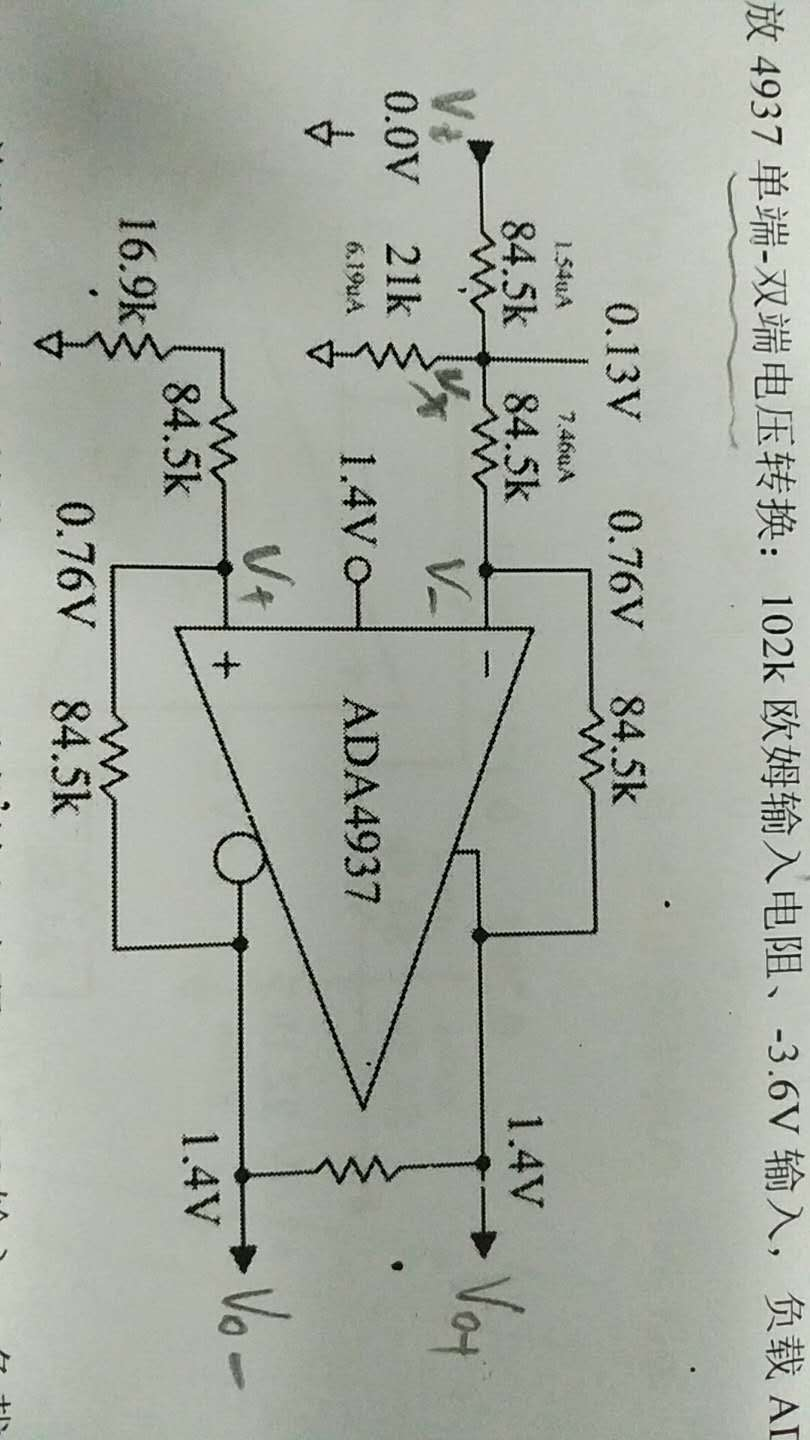 放 4937 单端-双端电压转换：102k 欧姆输入电阻、-3.6V 输入，负载 AD
0.13V
0.76V
84.5k
1.54uA
7.46uA
84.5k
84.5k
1.4V
V-
Vo+
0.0V
21k
6.19uA
Vx
1.4V
ADA4937
V+
16.9k
84.5k
1.4V
Vo-
0.76V
84.5k